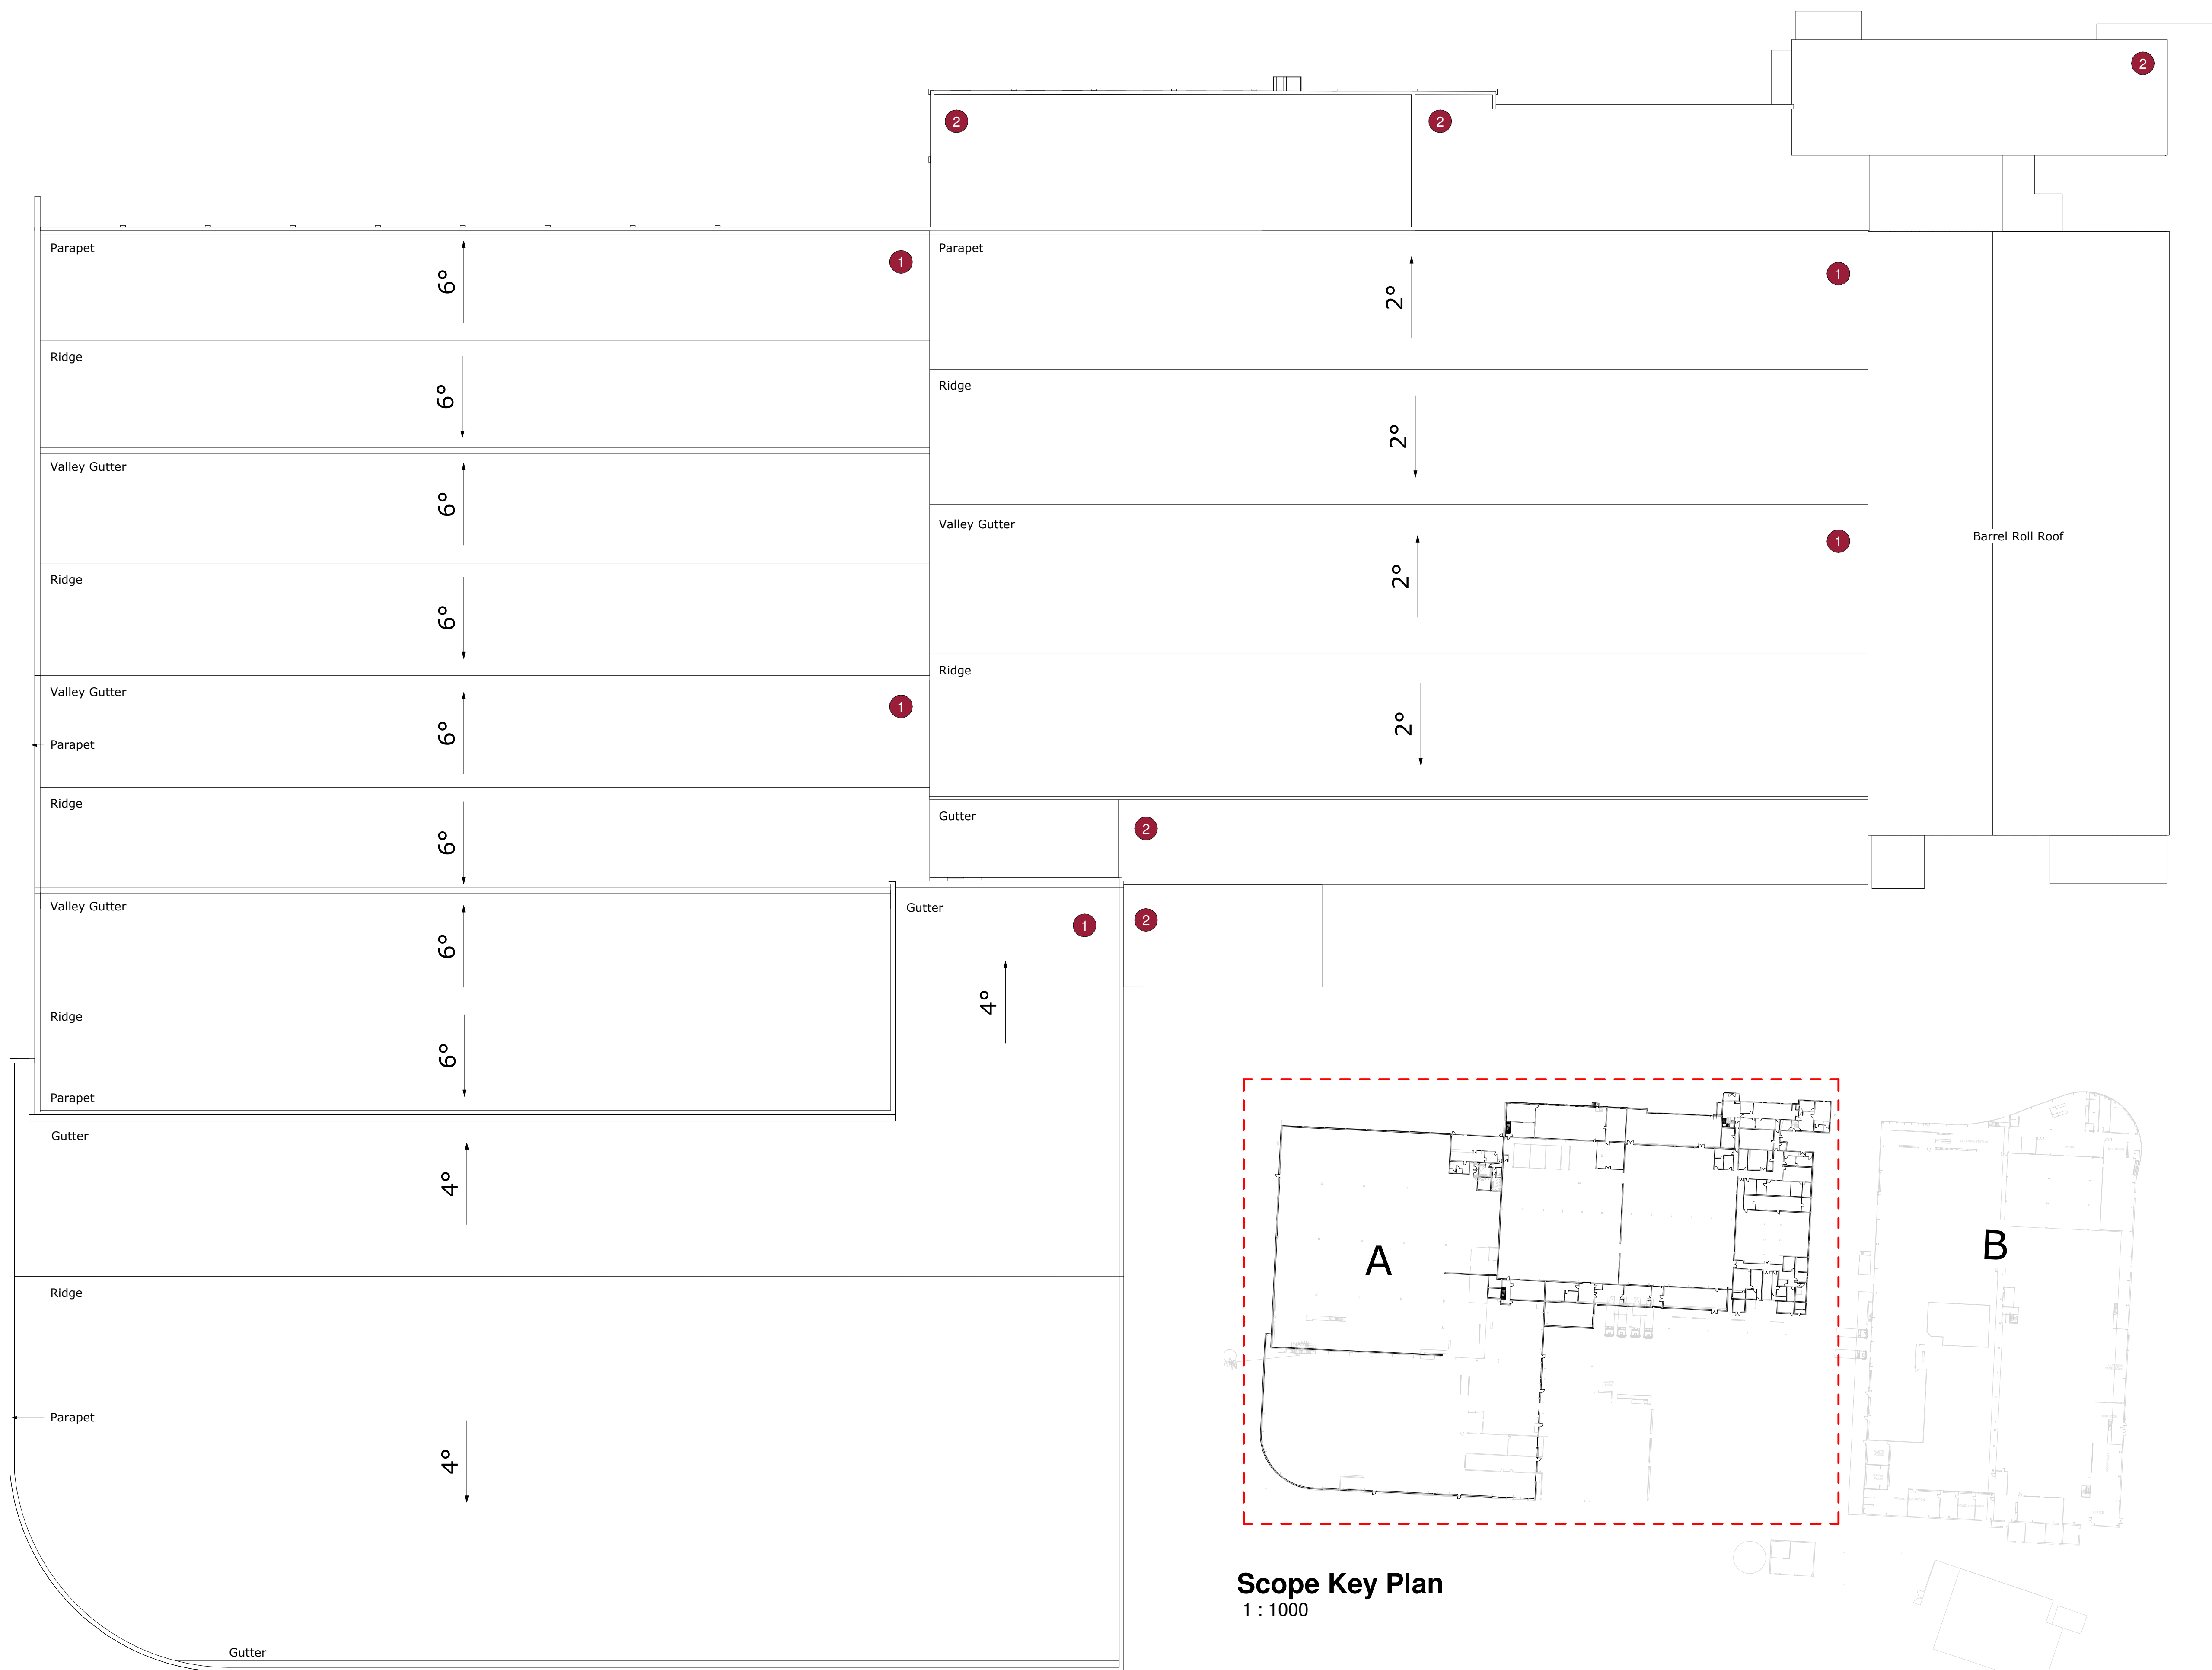 2
2
2
Parapet
6°
1
Parapet
2°
1
Ridge
6°
Ridge
2°
Valley Gutter
6°
Valley Gutter
2°
1
Barrel Roll Roof
Ridge
6°
Ridge
2°
Valley Gutter
1
Parapet
6°
Ridge
6°
Gutter
2
Valley Gutter
6°
Gutter
1
2
4°
Ridge
6°
Parapet
Gutter
4°
Ridge
Parapet
4°
Gutter
A
B
Scope Key Plan
1 : 1000